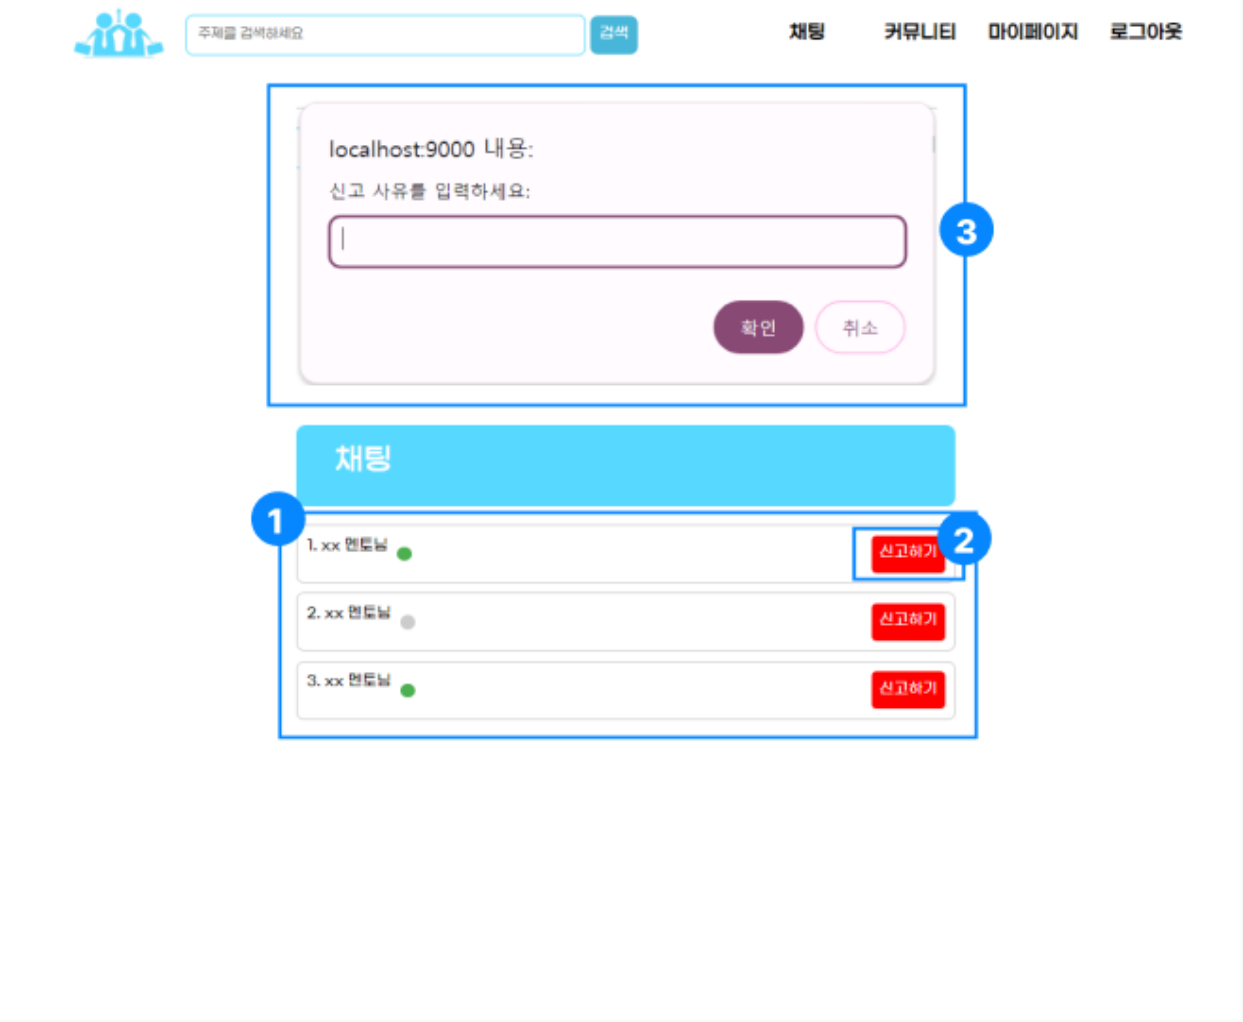 주제를 검색하세요 검색 채팅 커뮤니티 마이페이지 로그아웃
localhost:9000 내용:
신고 사유를 입력하세요:
3
확인 취소
채팅
1
1. xx 멘토님 신고하기 2
2. xx 멘토님 신고하기
3. xx 멘토님 신고하기